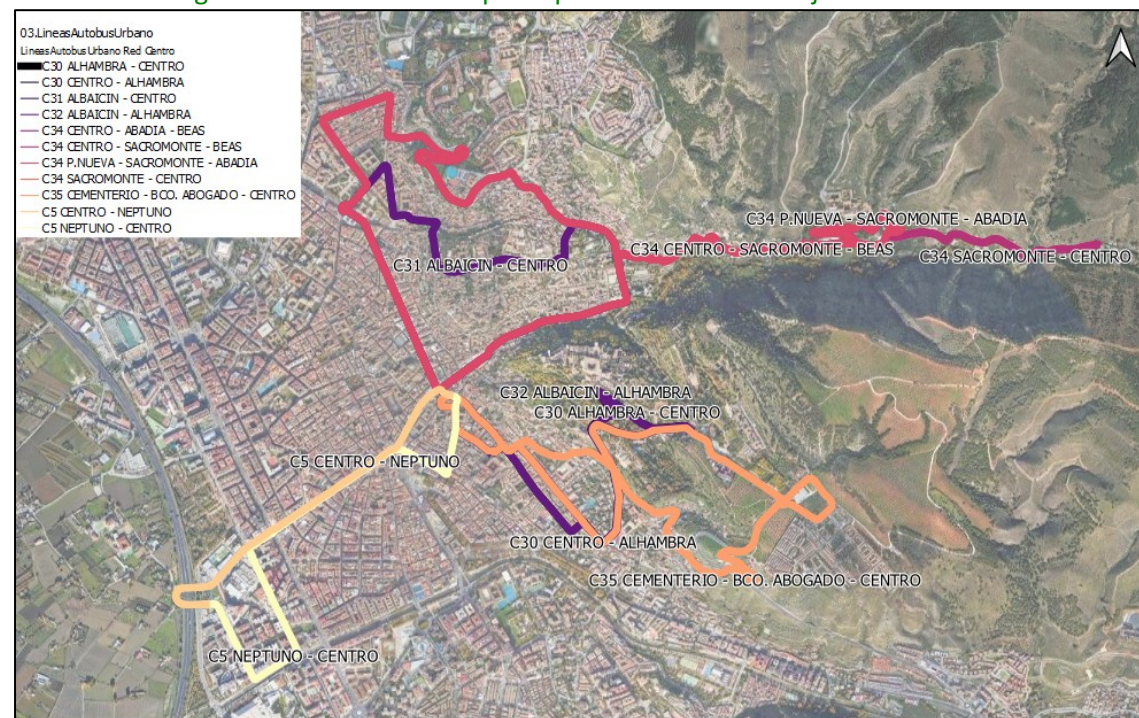 03.LineasAutobusUrbano
LineasAutobusUrbano Red Centro
C30 ALHAMBRA - CENTRO
C30 CENTRO - ALHAMBRA
C31 ALBAICIN - CENTRO
C32 ALBAICIN - ALHAMBRA
C34 CENTRO - ABADIA - BEAS
C34 CENTRO - SACROMONTE - BEAS
C34 P.NUEVA - SACROMONTE - ABADIA
C34 SACROMONTE - CENTRO
C35 CEMENTERIO - BCO. ABOGADO - CENTRO
C5 CENTRO - NEPTUNO
C5 NEPTUNO - CENTRO
C34 P.NUEVA - SACROMONTE - ABADIA
C34 CENTRO - SACROMONTE - BEAS
C34 SACROMONTE - CENTRO
C31 ALBAICIN - CENTRO
C32 ALBAICIN - ALHAMBRA
C30 ALHAMBRA - CENTRO
C5 CENTRO - NEPTUNO
C30 CENTRO - ALHAMBRA
C35 CEMENTERIO - BCO. ABOGADO - CENTRO
C5 NEPTUNO - CENTRO